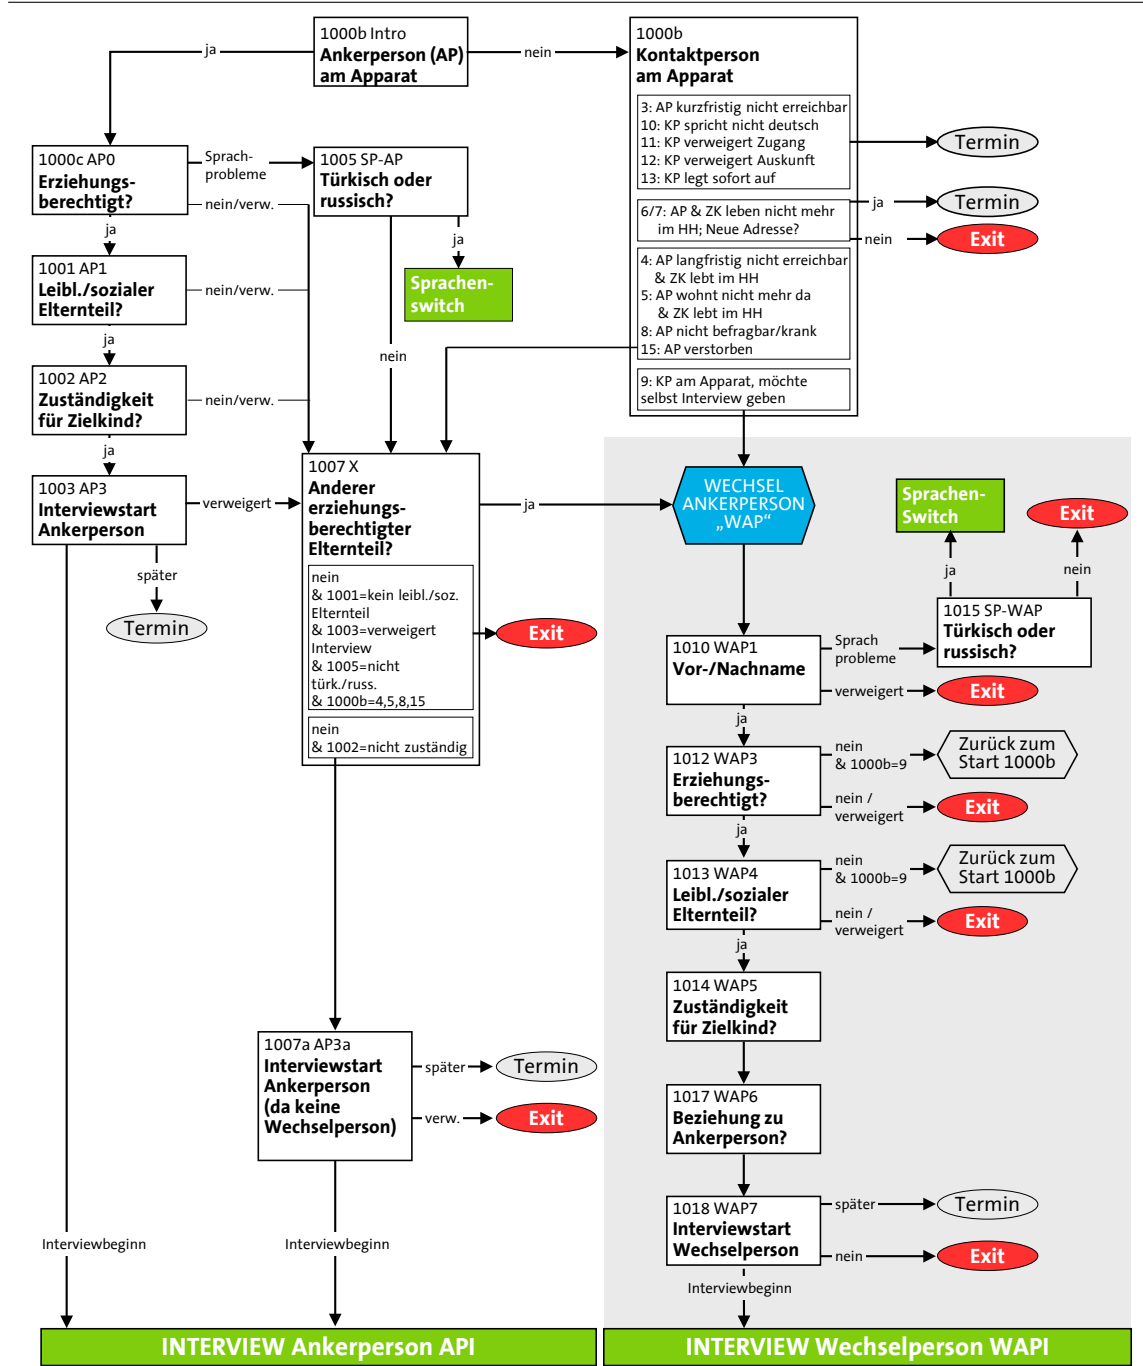 1000b Intro
Ankerperson (AP)
am Apparat
ja
nein
1000b
Kontaktperson
am Apparat
3: AP kurzfristig nicht erreichbar
10: KP spricht nicht deutsch
11: KP verweigert Zugang
12: KP verweigert Auskunft
13: KP legt sofort auf
Termin
6/7: AP & ZK leben nicht mehr
im HH; Neue Adresse?
ja
Termin
nein
Exit
4: AP langfristig nicht erreichbar
& ZK lebt im HH
5: AP wohnt nicht mehr da
& ZK lebt im HH
8: AP nicht befragbar/krank
15: AP verstorben
9: KP am Apparat, möchte
selbst Interview geben
1000c AP0
Erziehungs-
berechtigt?
Sprach-
probleme
nein/verw.
ja
1005 SP-AP
Türkisch oder
russisch?
ja
Sprachen-
switch
nein
1001 AP1
Leibl./sozialer
Elternteil?
nein/verw.
ja
1002 AP2
Zuständigkeit
für Zielkind?
nein/verw.
ja
1003 AP3
Interviewstart
Ankerperson
verweigert
später
Termin
1007 X
Anderer
erziehungs-
berechtigter
Elternteil?
ja
nein
& 1001=kein leibl./soz.
Elternteil
& 1003=verweigert
Interview
& 1005=nicht
türk./russ.
& 1000b=4,5,8,15
Exit
nein
& 1002=nicht zuständig
WECHSEL
ANKERPERSON
„WAP“
Sprachen-
Switch
Exit
ja
nein
1015 SP-WAP
Türkisch oder
russisch?
1010 WAP1
Vor-/Nachname
Sprach
probleme
verweigert
Exit
ja
1012 WAP3
Erziehungs-
berechtigt?
nein
& 1000b=9
Zurück zum
Start 1000b
nein /
verweigert
Exit
ja
1013 WAP4
Leibl./sozialer
Elternteil?
nein
& 1000b=9
Zurück zum
Start 1000b
nein /
verweigert
Exit
ja
1014 WAP5
Zuständigkeit
für Zielkind?
1007a AP3a
Interviewstart
Ankerperson
(da keine
Wechselperson)
später
Termin
verw.
Exit
1017 WAP6
Beziehung zu
Ankerperson?
1018 WAP7
Interviewstart
Wechselperson
später
Termin
nein
Exit
Interviewbeginn
Interviewbeginn
Interviewbeginn
INTERVIEW Ankerperson API
INTERVIEW Wechselperson WAPI